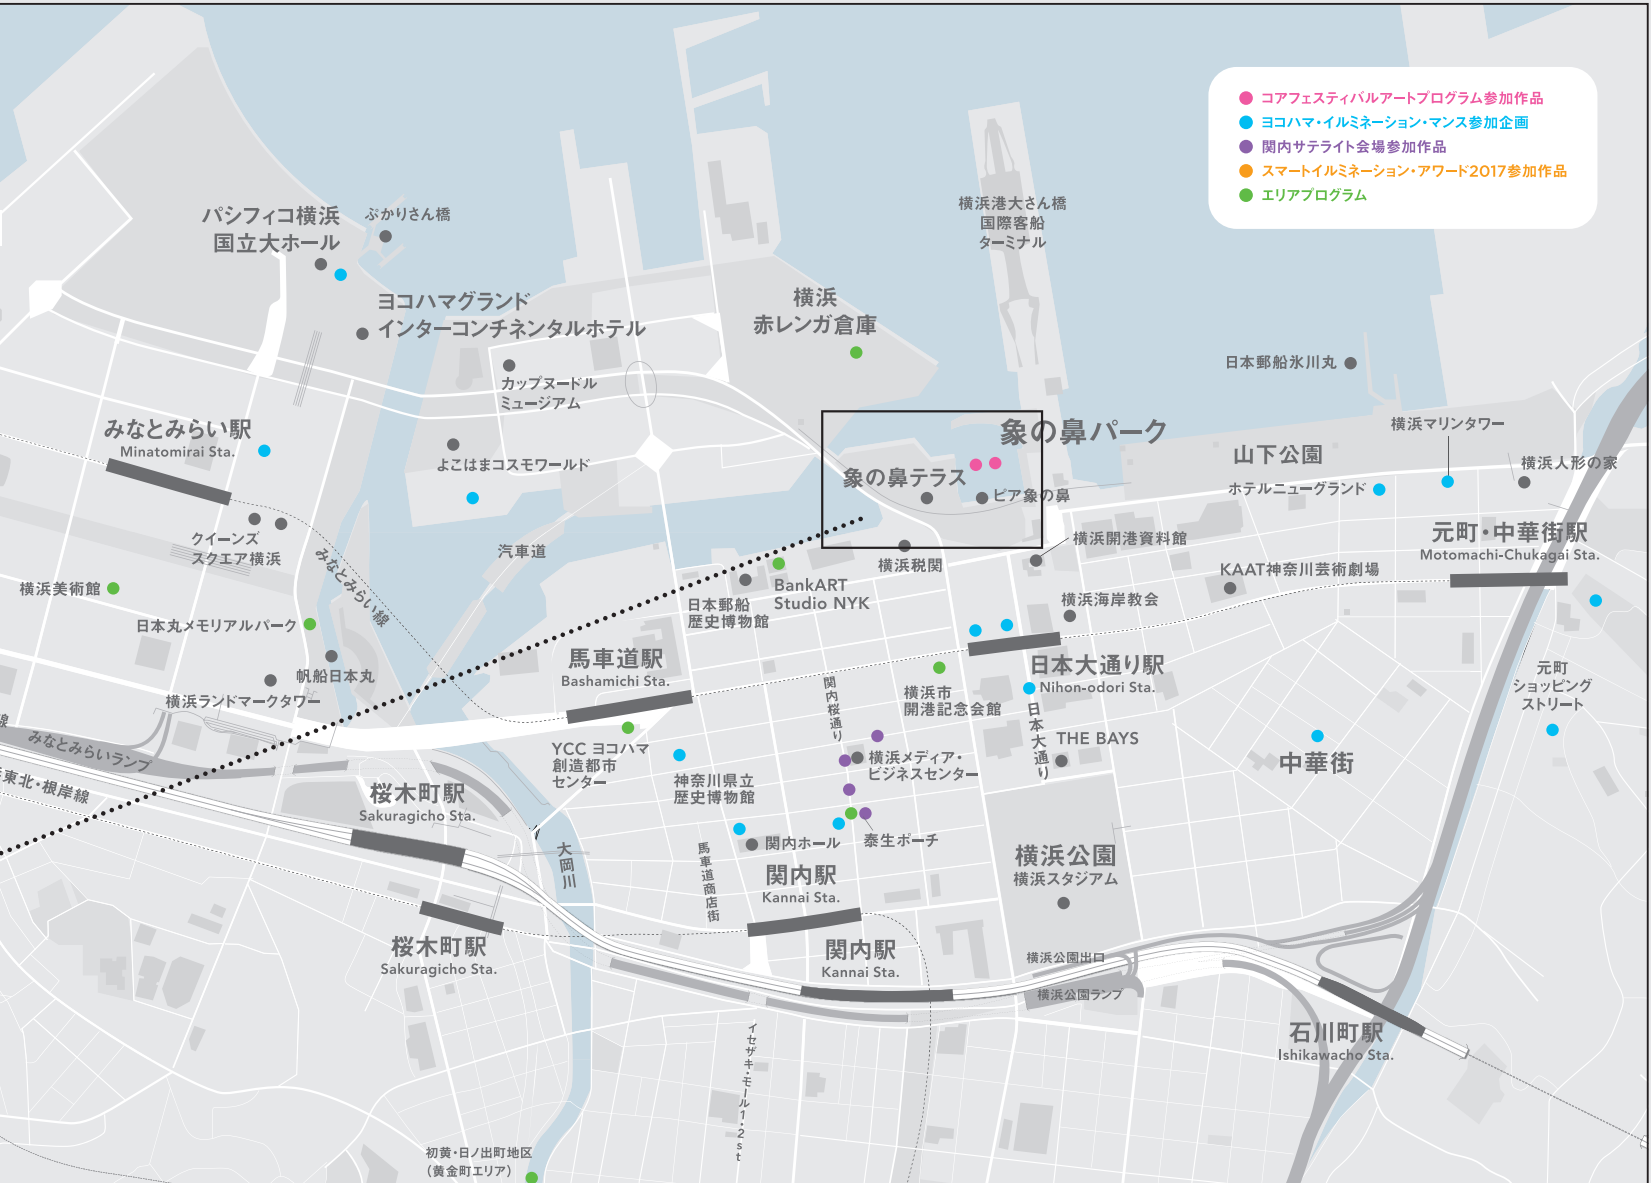 コアフェスティバルアートプログラム参加作品
ヨコハマ・イルミネーション・マンス参加企画
関内サテライト会場参加作品
スマートイルミネーション・アワード2017参加作品
エリアプログラム
パシフィコ横浜
国立大ホール
ぷかりさん橋
横浜港大さん橋
国際客船
ターミナル
ヨコハマグランド
インターコンチネンタルホテル
横浜
赤レンガ倉庫
カップヌードル
ミュージアム
日本郵船氷川丸
みなとみらい駅
Minatomirai Sta.
よこはまコスモワールド
象の鼻パーク
象の鼻テラス
ピア象の鼻
山下公園
横浜マリンタワー
横浜人形の家
ホテルニューグランド
クイーンズ
スクエア横浜
みなとみらい線
汽車道
横浜税関
横浜開港資料館
元町・中華街駅
Motomachi-Chukagai Sta.
KAAT神奈川芸術劇場
横浜美術館
日本丸メモリアルパーク
BankART
Studio NYK
日本郵船
歴史博物館
横浜海岸教会
帆船日本丸
横浜ランドマークタワー
馬車道駅
Bashamichi Sta.
関内桜通り
横浜市
開港記念会館
日本大通り駅
Nihon-odori Sta.
日本大通り
元町
ショッピング
ストリート
線
みなとみらいランプ
東北・根岸線
YCC ヨコハマ
創造都市
センター
神奈川県立
歴史博物館
横浜メディア・
ビジネスセンター
THE BAYS
中華街
桜木町駅
Sakuragicho Sta.
大岡川
馬車道商店街
関内ホール
泰生ポーチ
関内駅
Kannai Sta.
横浜公園
横浜スタジアム
桜木町駅
Sakuragicho Sta.
関内駅
Kannai Sta.
横浜公園出口
横浜公園ランプ
石川町駅
Ishikawacho Sta.
イセザキ・モール1・2st
初黄・日ノ出町地区
（黄金町エリア）